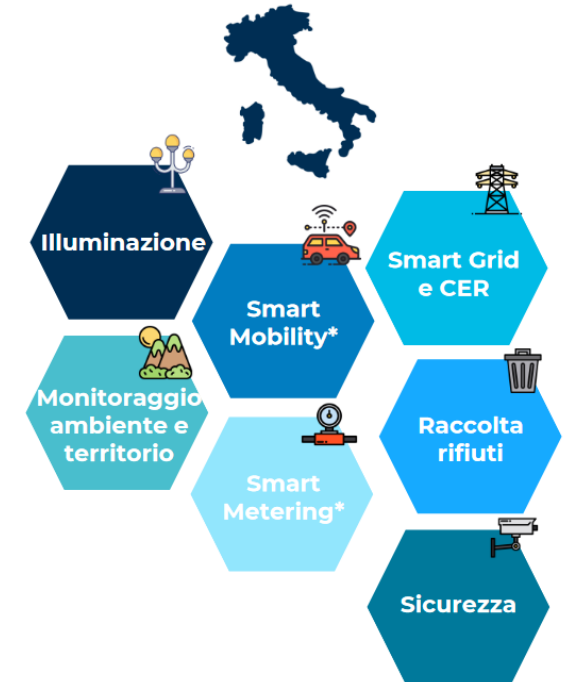 Illuminazione
Smart Grid
e CER
Smart
Mobility*
Monitoraggio
ambiente e
territorio
Raccolta
rifiuti
Smart
Metering*
Sicurezza